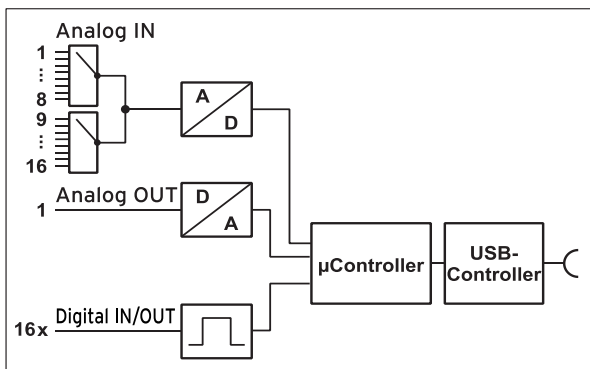 Analog IN
1
⋮
8
9
⋮
16
A
D
Analog OUT
1
D
A
µController
USB-
Controller
Digital IN/OUT
16x